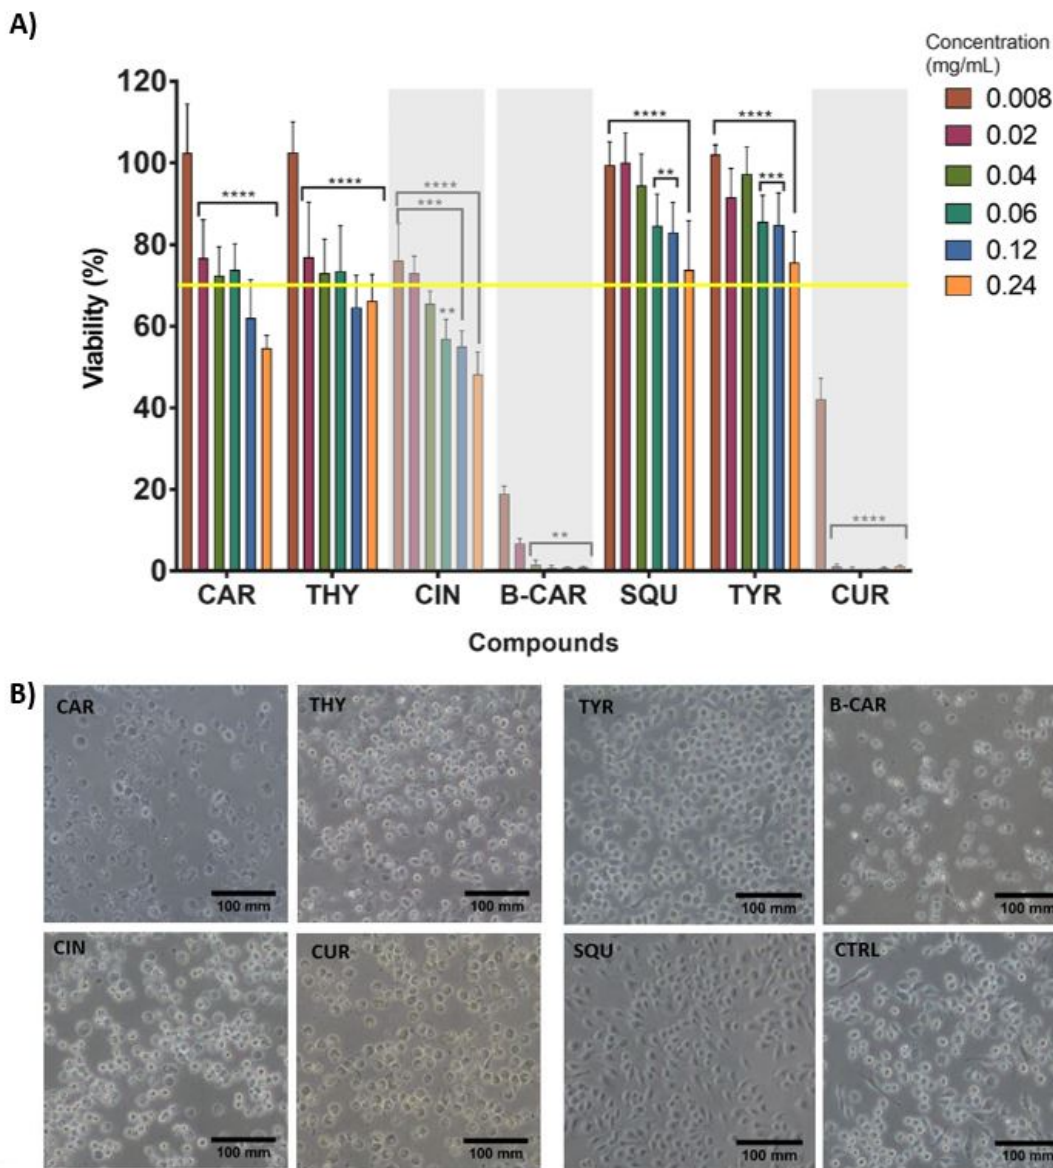 A)
Concentration
(mg/mL)
0.008
0.02
0.04
0.06
0.12
0.24
120
100
80
60
40
20
0
Viability (%)
**** **** **** *** ** ** **** ** **** *** ****
CAR THY CIN B-CAR SQU TYR CUR
Compounds
B)
CAR THY TYR B-CAR
100 mm 100 mm 100 mm 100 mm
CIN CUR SQU CTRL
100 mm 100 mm 100 mm 100 mm